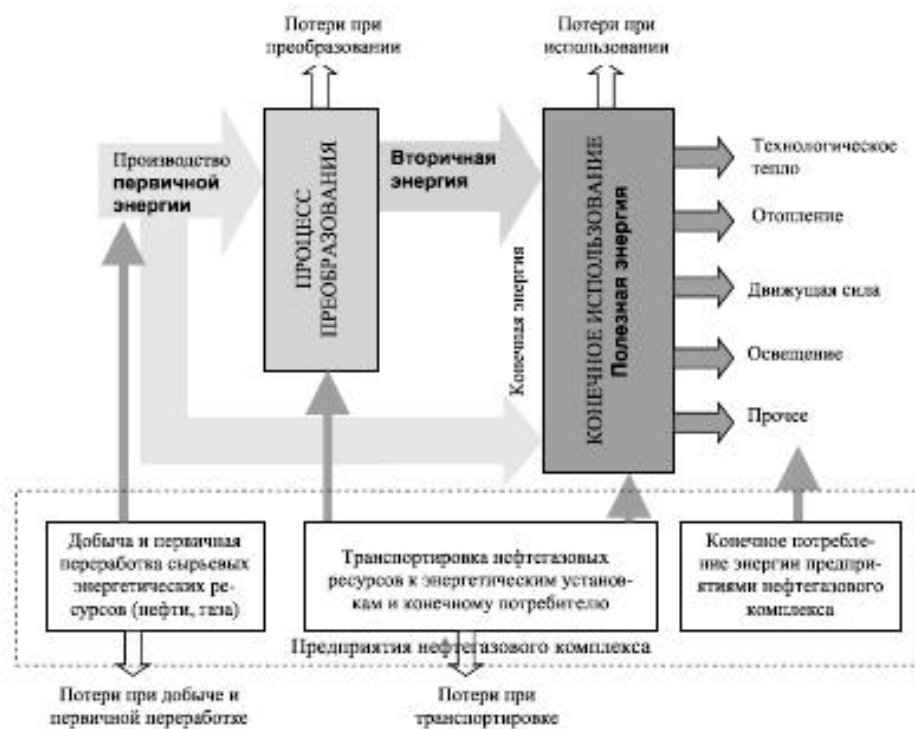 Потери при
преобразовании
Потери при
использовании
Производство
первичной
энергии
ПРОЦЕСС
ПРЕОБРАЗОВАНИЯ
Вторичная
энергия
Конечная энергия
КОНЕЧНОЕ ИСПОЛЬЗОВАНИЕ
Полезная энергия
Технологическое
тепло
Отопление
Движущая сила
Освещение
Прочее
Добыча и первичная
переработка сырьевых
энергетических ре-
сурсов (нефти, газа)
Транспортировка нефтегазовых
ресурсов к энергетическим установ-
кам и конечному потребителю
Конечное потребле-
ние энергии предпри-
ятиями нефтегазового
комплекса
Предприятия нефтегазового комплекса
Потери при добыче и
первичной переработке
Потери при
транспортировке